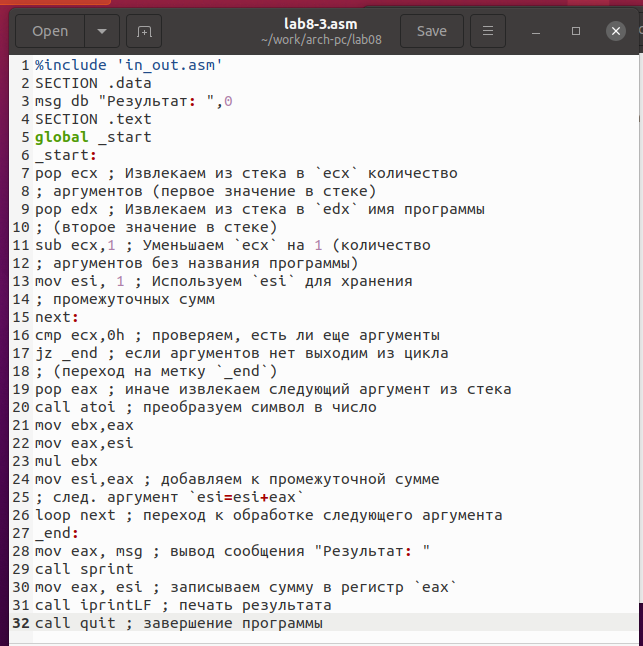 Open
lab8-3.asm
~/work/arch-pc/lab08
Save
1 %include 'in_out.asm'
2 SECTION .data
3 msg db "Результат: ",0
4 SECTION .text
5 global _start
6 _start:
7 pop ecx ; Извлекаем из стека в `ecx` количество
8 ; аргументов (первое значение в стеке)
9 pop edx ; Извлекаем из стека в `edx` имя программы
10 ; (второе значение в стеке)
11 sub ecx,1 ; Уменьшаем `ecx` на 1 (количество
12 ; аргументов без названия программы)
13 mov esi, 1 ; Используем `esi` для хранения
14 ; промежуточных сумм
15 next:
16 cmp ecx,0h ; проверяем, есть ли еще аргументы
17 jz _end ; если аргументов нет выходим из цикла
18 ; (переход на метку `_end`)
19 pop eax ; иначе извлекаем следующий аргумент из стека
20 call atoi ; преобразуем символ в число
21 mov ebx,eax
22 mov eax,esi
23 mul ebx
24 mov esi,eax ; добавляем к промежуточной сумме
25 ; след. аргумент `esi=esi+eax`
26 loop next ; переход к обработке следующего аргумента
27 _end:
28 mov eax, msg ; вывод сообщения "Результат: "
29 call sprint
30 mov eax, esi ; записываем сумму в регистр `eax`
31 call iprintLF ; печать результата
32 call quit ; завершение программы